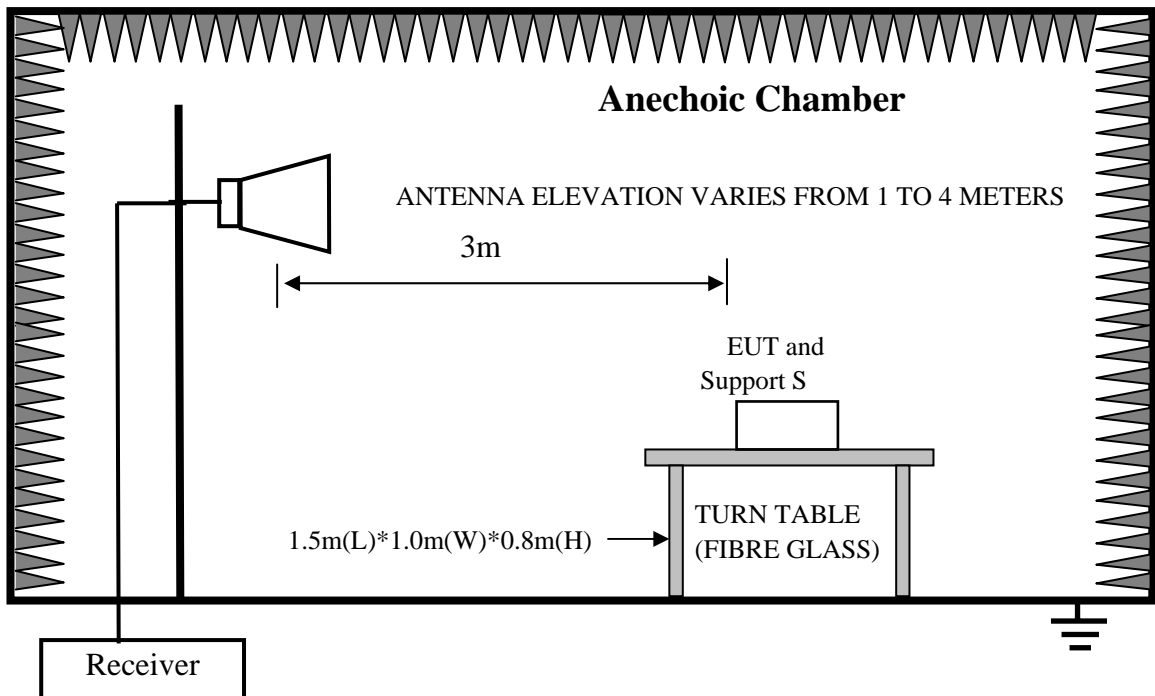 Anechoic Chamber
ANTENNA ELEVATION VARIES FROM 1 TO 4 METERS
3m
EUT and
Support S
1.5m(L)*1.0m(W)*0.8m(H)
TURN TABLE
(FIBRE GLASS)
Receiver